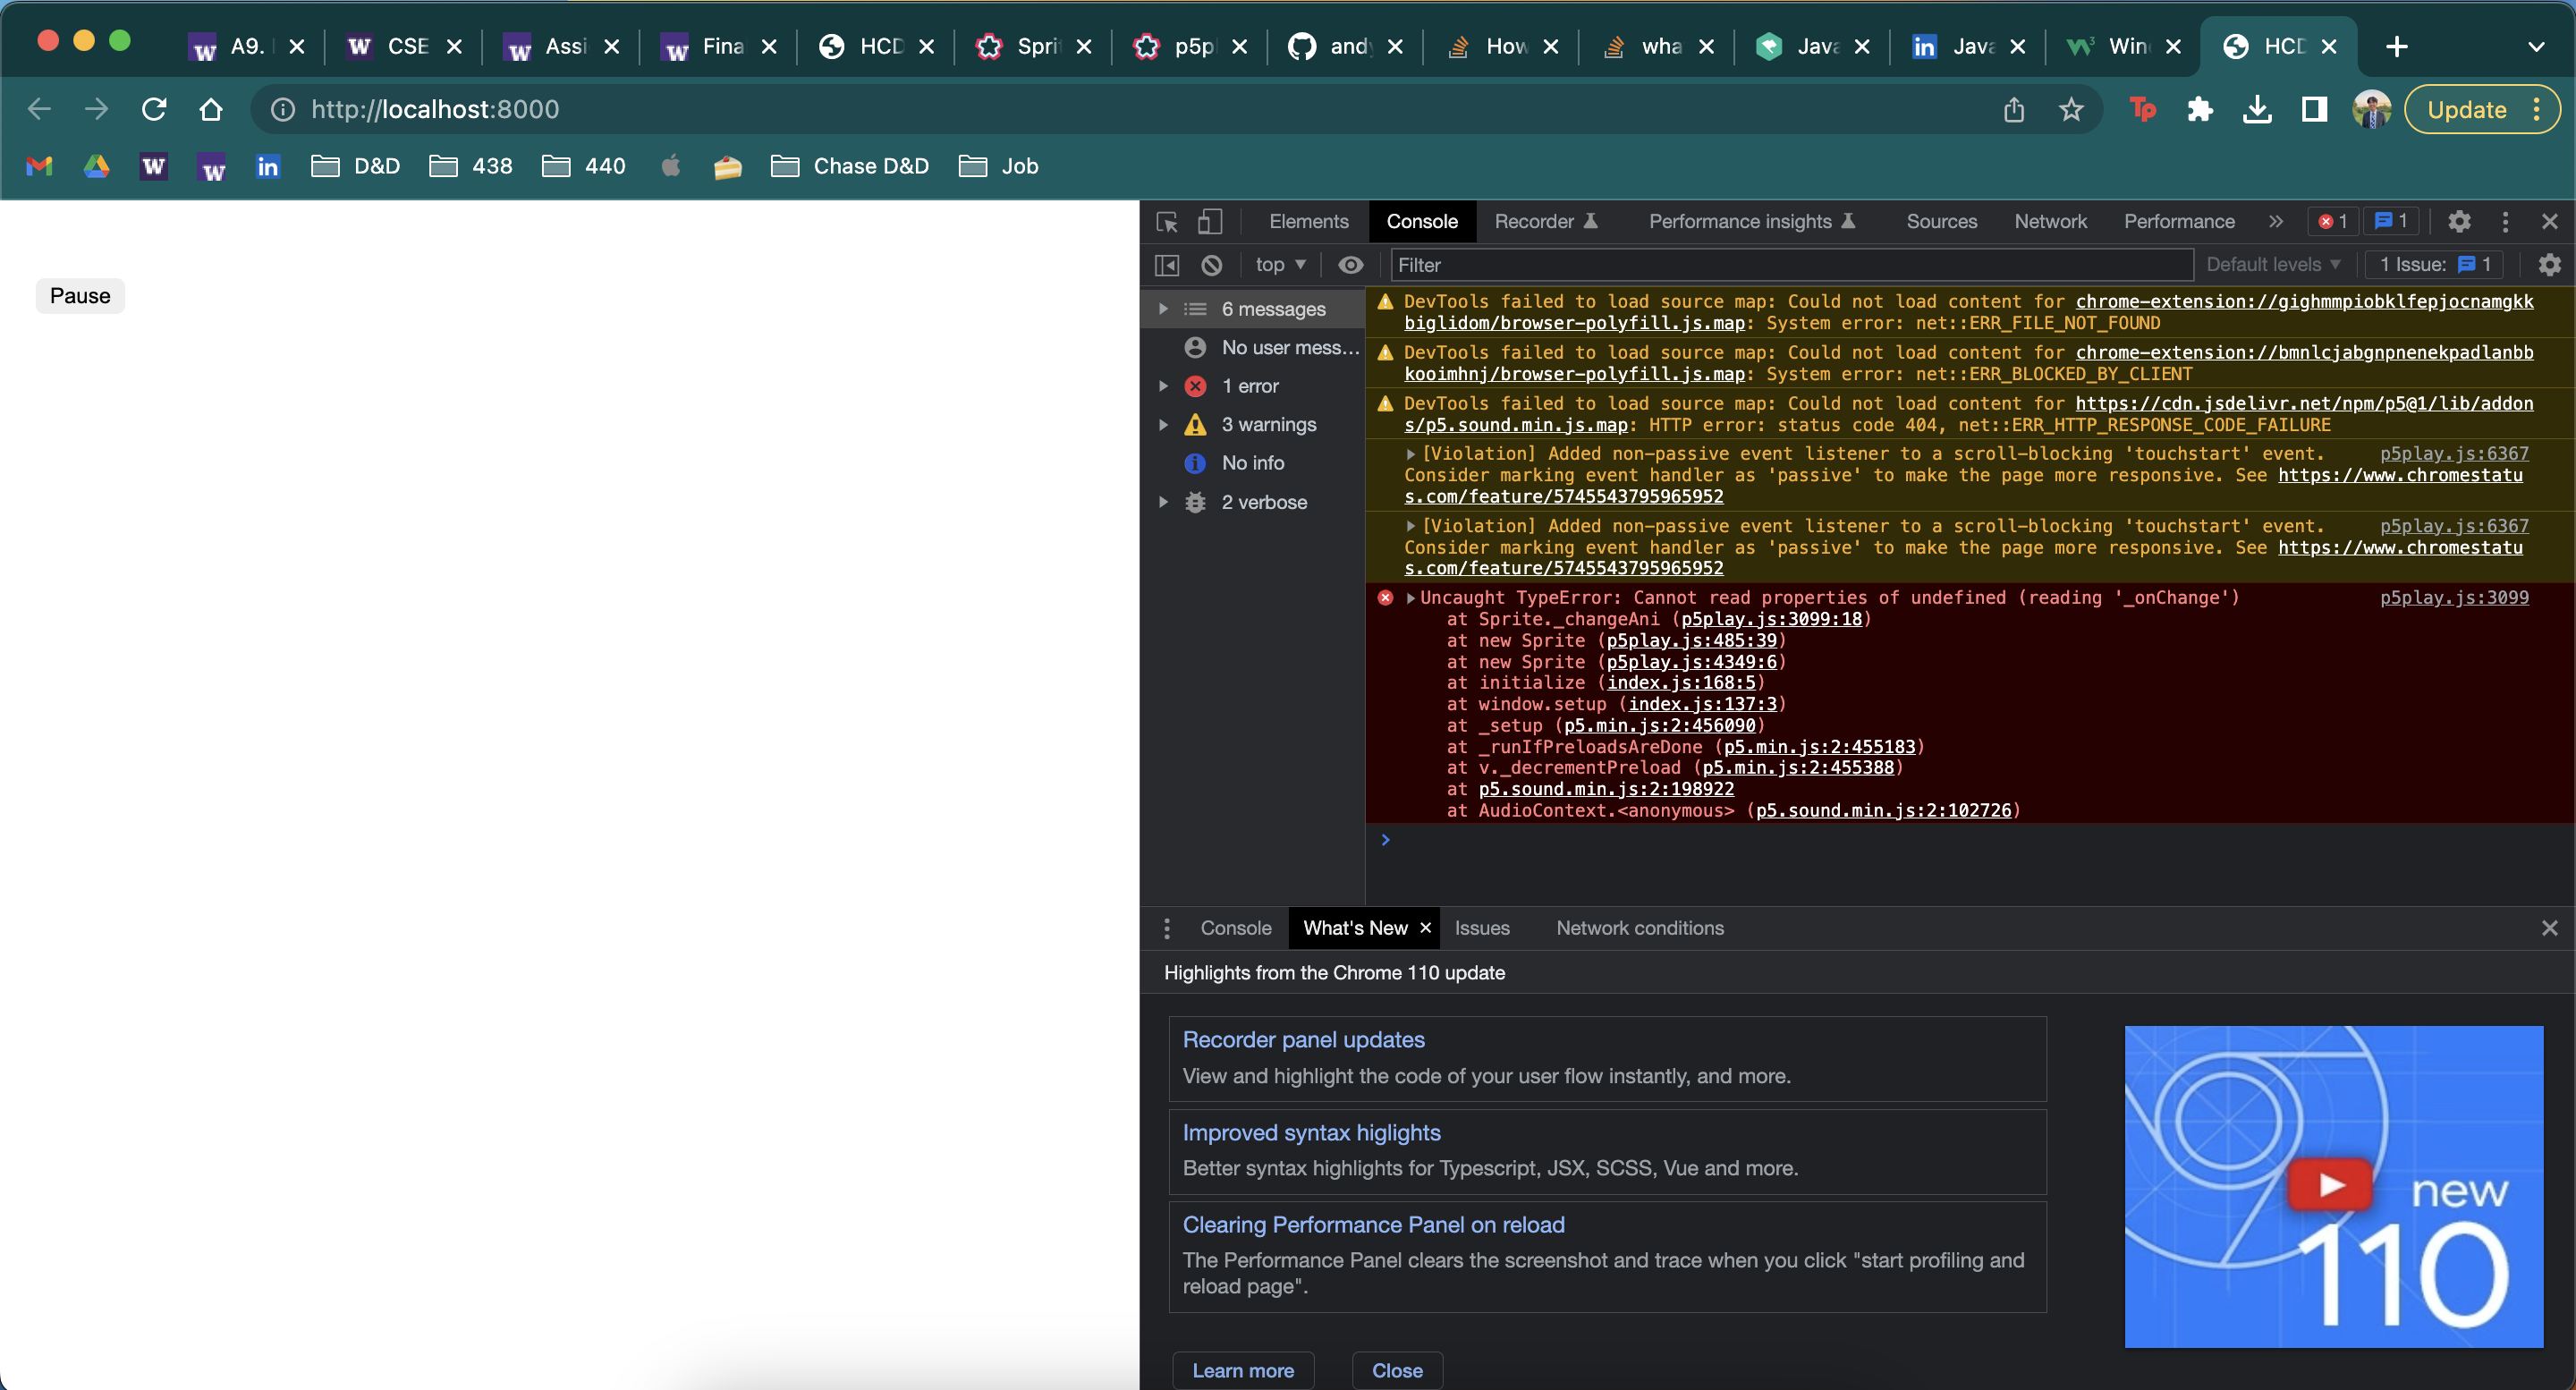 A9.
CSE
Assi
Fina
HCD
Spri
p5pl
andy
How
wha
Java
Java
Win
HCD
http://localhost:8000
Update
D&D
438
440
Chase D&D
Job
Pause
Elements
Console
Recorder
Performance insights
Sources
Network
Performance
1
1
top
Filter
Default levels
1 Issue: 1
6 messages
No user mess...
1 error
3 warnings
No info
2 verbose
DevTools failed to load source map: Could not load content for chrome-extension://gighmmpiobklfepjocnamgkk
biglidom/browser-polyfill.js.map: System error: net::ERR_FILE_NOT_FOUND
DevTools failed to load source map: Could not load content for chrome-extension://bmnlcjabgnpnenekpadlanbb
kooimhnj/browser-polyfill.js.map: System error: net::ERR_BLOCKED_BY_CLIENT
DevTools failed to load source map: Could not load content for https://cdn.jsdelivr.net/npm/p5@1/lib/addon
s/p5.sound.min.js.map: HTTP error: status code 404, net::ERR_HTTP_RESPONSE_CODE_FAILURE
[Violation] Added non-passive event listener to a scroll-blocking 'touchstart' event. p5play.js:6367
Consider marking event handler as 'passive' to make the page more responsive. See https://www.chromestatu
s.com/feature/5745543795965952
[Violation] Added non-passive event listener to a scroll-blocking 'touchstart' event. p5play.js:6367
Consider marking event handler as 'passive' to make the page more responsive. See https://www.chromestatu
s.com/feature/5745543795965952
Uncaught TypeError: Cannot read properties of undefined (reading '_onChange') p5play.js:3099
at Sprite._changeAni (p5play.js:3099:18)
at new Sprite (p5play.js:485:39)
at new Sprite (p5play.js:4349:6)
at initialize (index.js:168:5)
at window.setup (index.js:137:3)
at _setup (p5.min.js:2:456090)
at _runIfPreloadsAreDone (p5.min.js:2:455183)
at v._decrementPreload (p5.min.js:2:455388)
at p5.sound.min.js:2:198922
at AudioContext.<anonymous> (p5.sound.min.js:2:102726)
Console
What's New
Issues
Network conditions
Highlights from the Chrome 110 update
Recorder panel updates
View and highlight the code of your user flow instantly, and more.
Improved syntax higlights
Better syntax highlights for Typescript, JSX, SCSS, Vue and more.
Clearing Performance Panel on reload
The Performance Panel clears the screenshot and trace when you click "start profiling and
reload page".
new
110
Learn more
Close